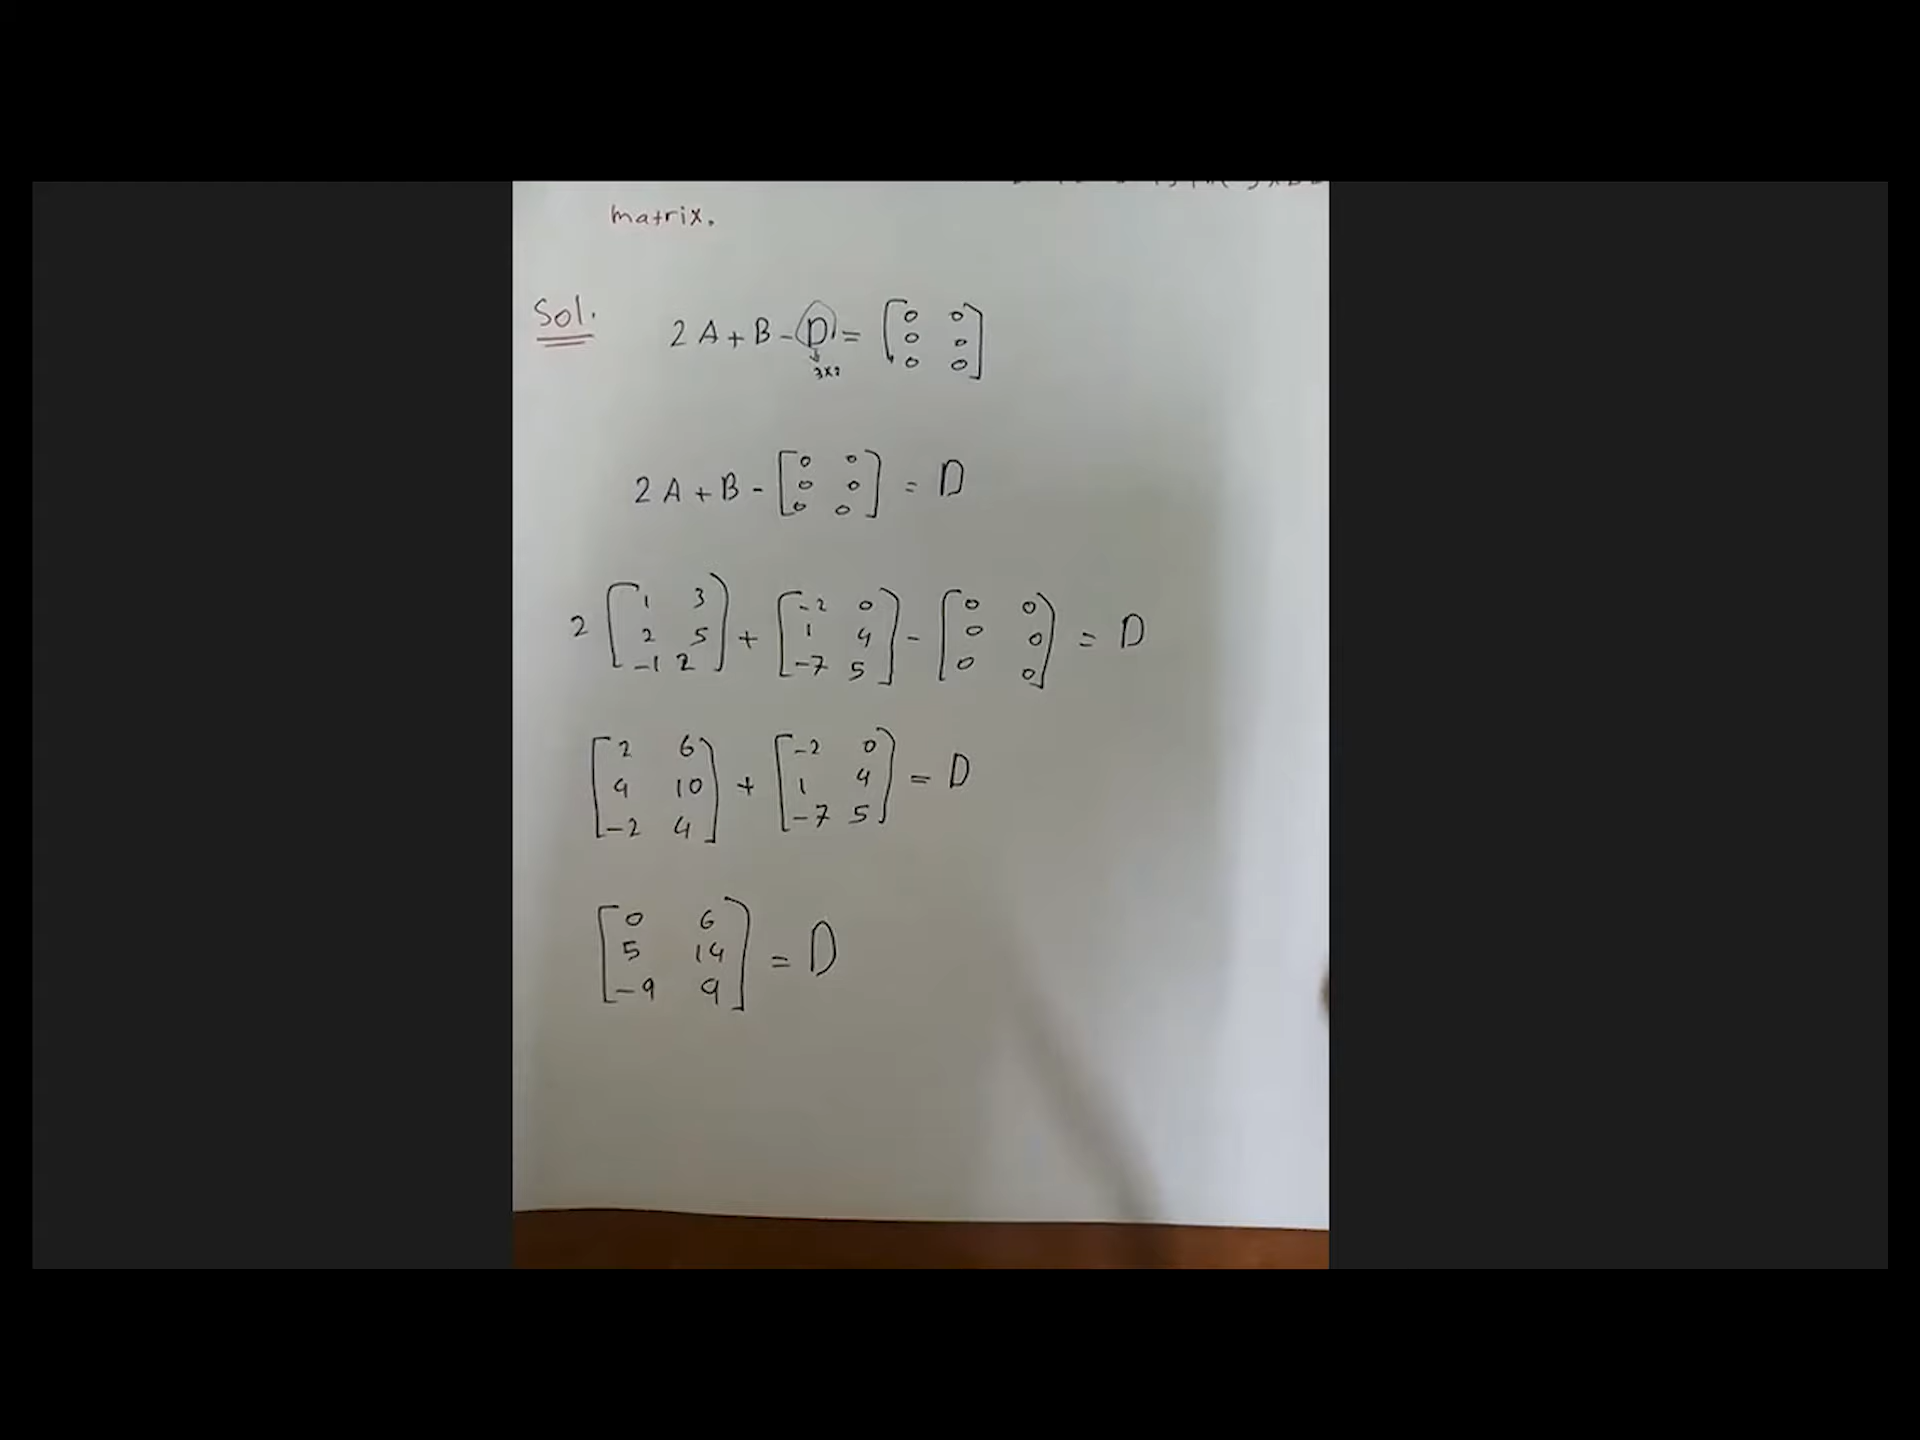 matrix.
Sol.
2A+B-D=[0 0
0 0
0 0]
3x2
2A+B-[0 0
0 0
0 0] = D
2[1 3
2 5
-1 2]+[-2 0
1 4
-7 5]-[0 0
0 0
0 0] = D
[2 6
4 10
-2 4]+[-2 0
1 4
-7 5] = D
[0 6
5 14
-9 9] = D